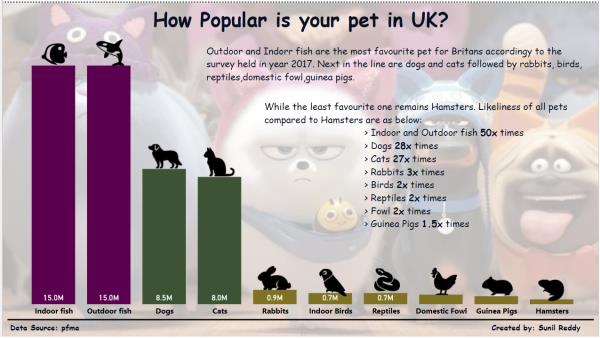 How Popular is your pet in UK?
Outdoor and Indorr fish are the most favourite pet for Britans accordingy to the
survey held in year 2017. Next in the line are dogs and cats followed by rabbits, birds,
reptiles,domestic fowl,guinea pigs.
While the least favourite one remains Hamsters. Likeliness of all pets
compared to Hamsters are as below:
> Indoor and Outdoor fish 50x times
> Dogs 28x times
> Cats 27x times
> Rabbits 3x times
> Birds 2x times
> Reptiles 2x times
> Fowl 2x times
> Guinea Pigs 1.5x times
15.0M 15.0M 8.5M 8.0M 0.9M 0.7M 0.7M
Indoor fish Outdoor fish Dogs Cats Rabbits Indoor Birds Reptiles Domestic Fowl Guinea Pigs Hamsters
Data Source: pfma Created by: Sunil Reddy